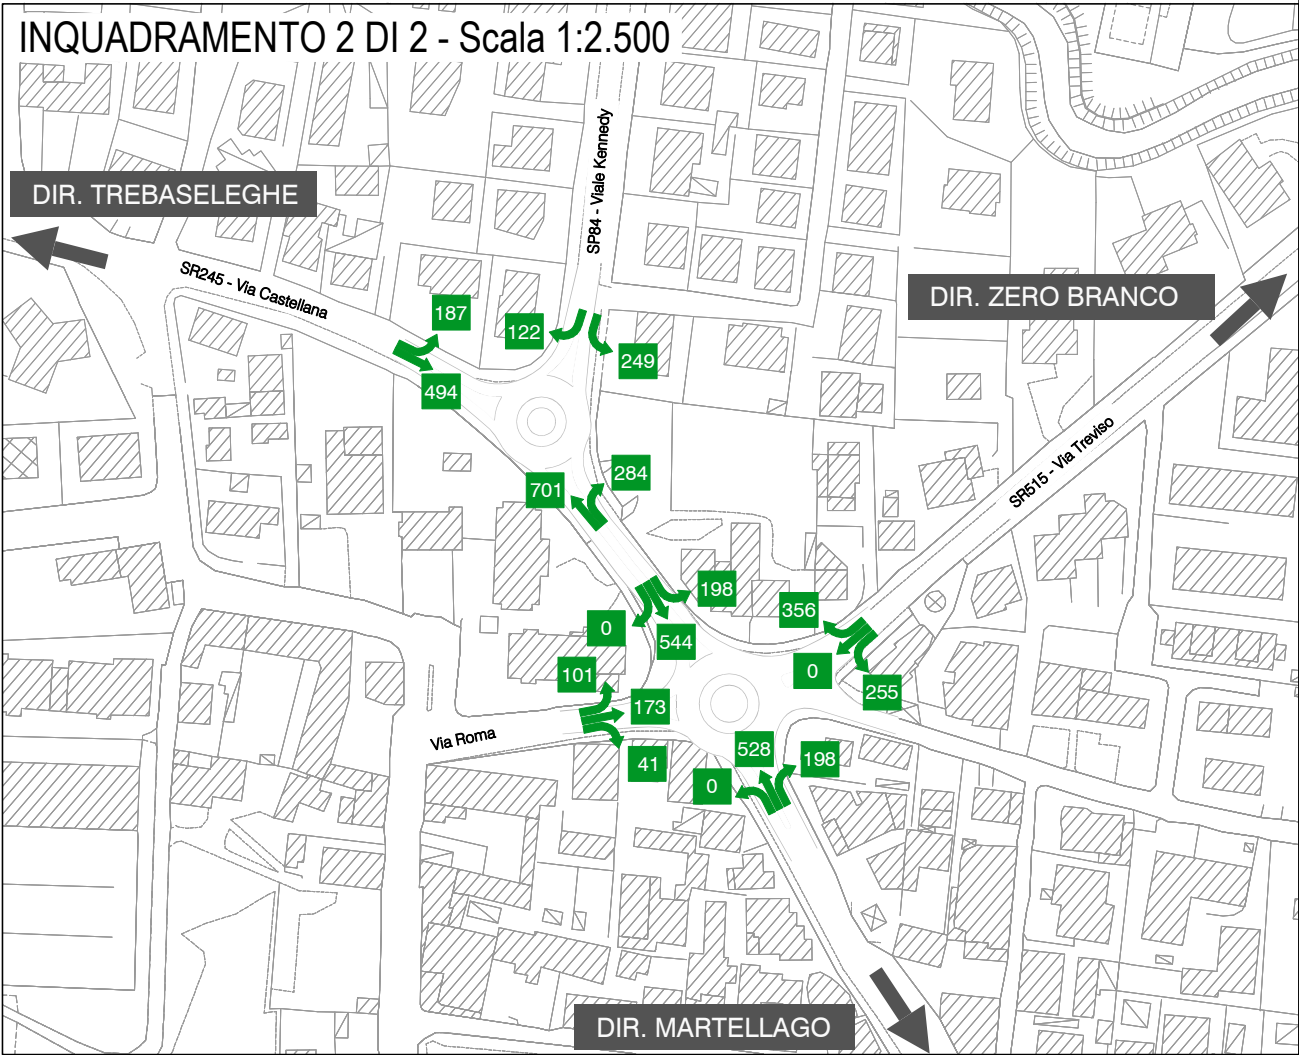 INQUADRAMENTO 2 DI 2 - Scala 1:2.500
SP84 - Viale Kennedy
DIR. TREBASELEGHE
SR245 - Via Castellana
DIR. ZERO BRANCO
187
122
249
494
SR515 - Via Treviso
284
701
198
356
0
544
0
101
255
173
Via Roma
528
41
198
0
DIR. MARTELLAGO